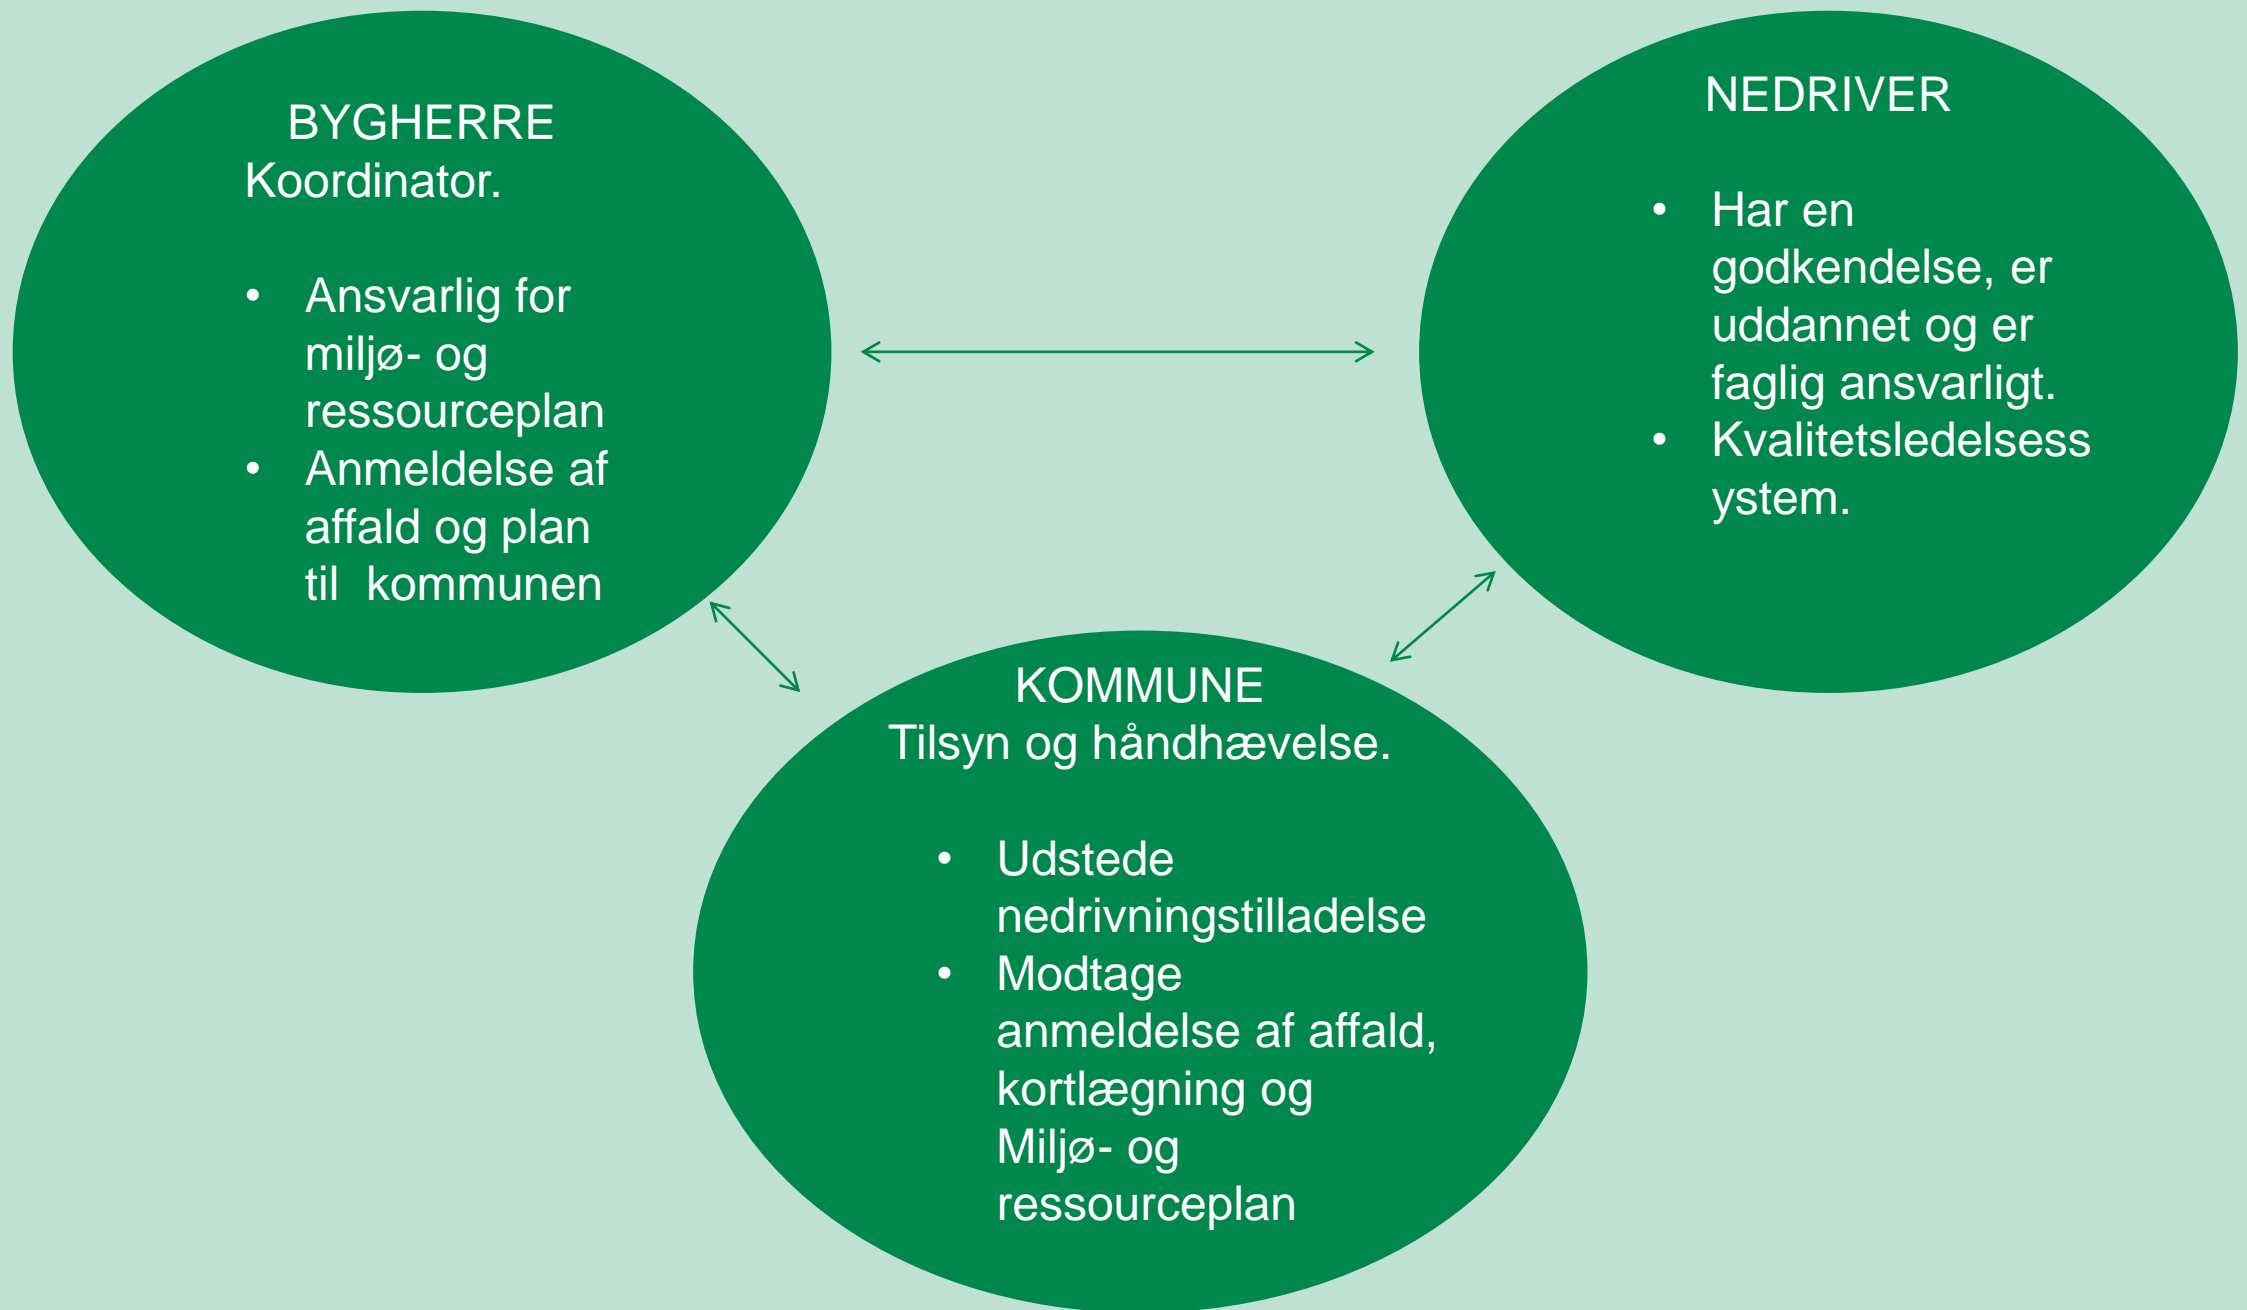 BYGHERRE
Koordinator.
• Ansvarlig for
miljø- og
ressourceplan
• Anmeldelse af
affald og plan
til  kommunen
NEDRIVER
• Har en
godkendelse, er
uddannet og er
faglig ansvarligt.
• Kvalitetsledelsess
ystem.
KOMMUNE
Tilsyn og håndhævelse.
• Udstede
nedrivningstilladelse
• Modtage
anmeldelse af affald,
kortlægning og
Miljø- og
ressourceplan